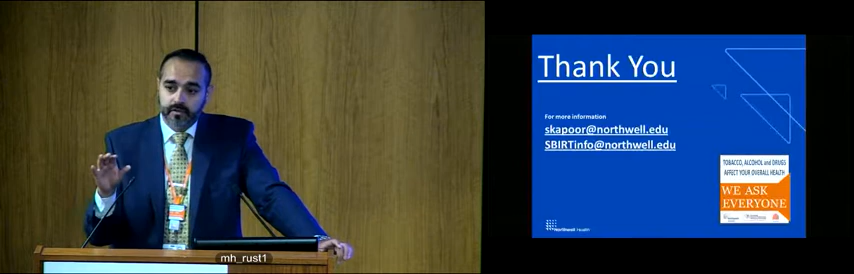 Thank You
For more information
skapoor@northwell.edu
SBIRTinfo@northwell.edu
TOBACCO, ALCOHOL and DRUGS
AFFECT YOUR OVERALL HEALTH
WE ASK
EVERYONE
Northwell Health
mh_rust1